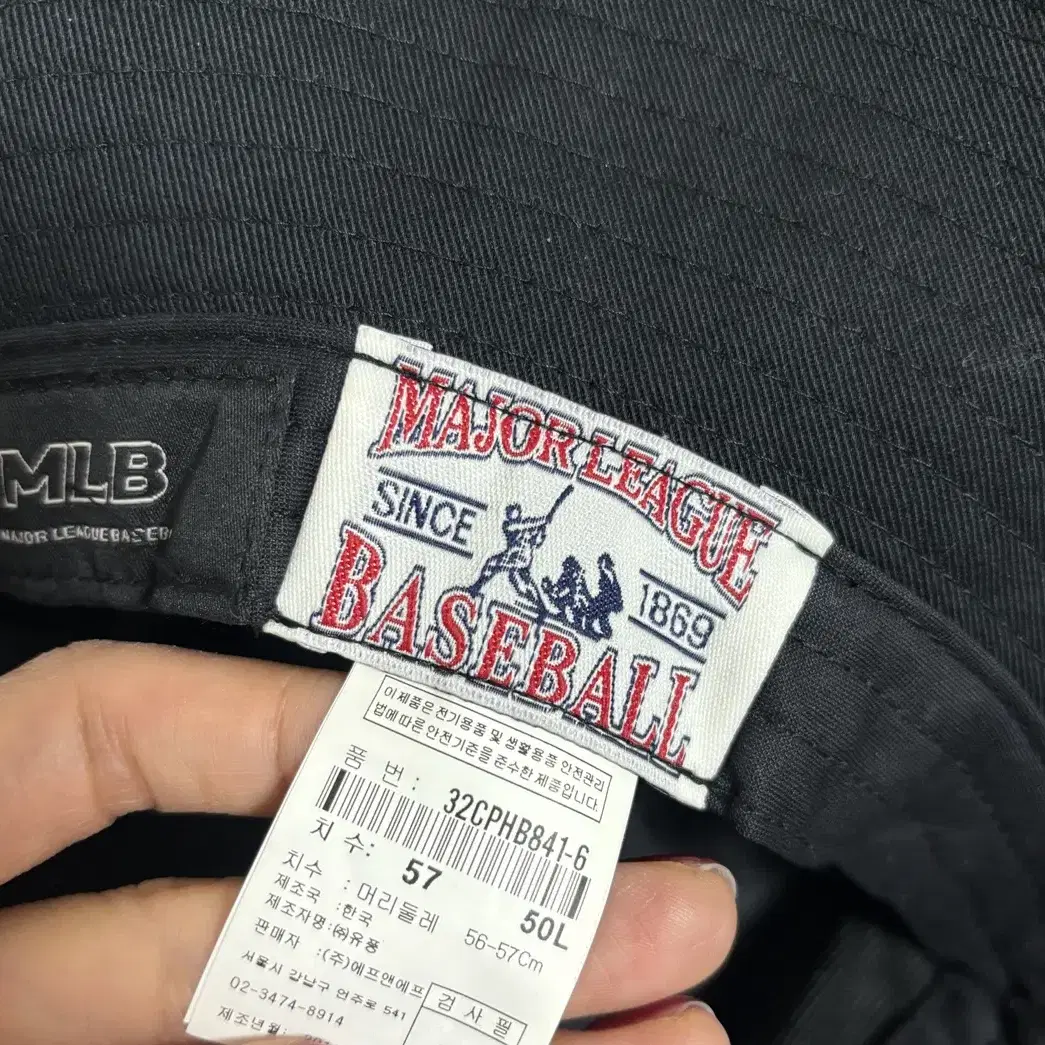 MLB
MAJOR LEAGUE
SINCE
1869
BASEBALL
이 제품은 전기용품 및 생활용품 안전관리
법에 따른 안전기준을 준수한 제품입니다.
품 번 : 32CPHB841-6
치 수: 57 50L
치수 : 머리둘레 56-57Cm
제조국 : 한국
제조자명:㈜유풍
판매자 :(주)에프앤에프
서울시 강남구 언주로 541
02-3474-8914
제조년월:
검 사 필